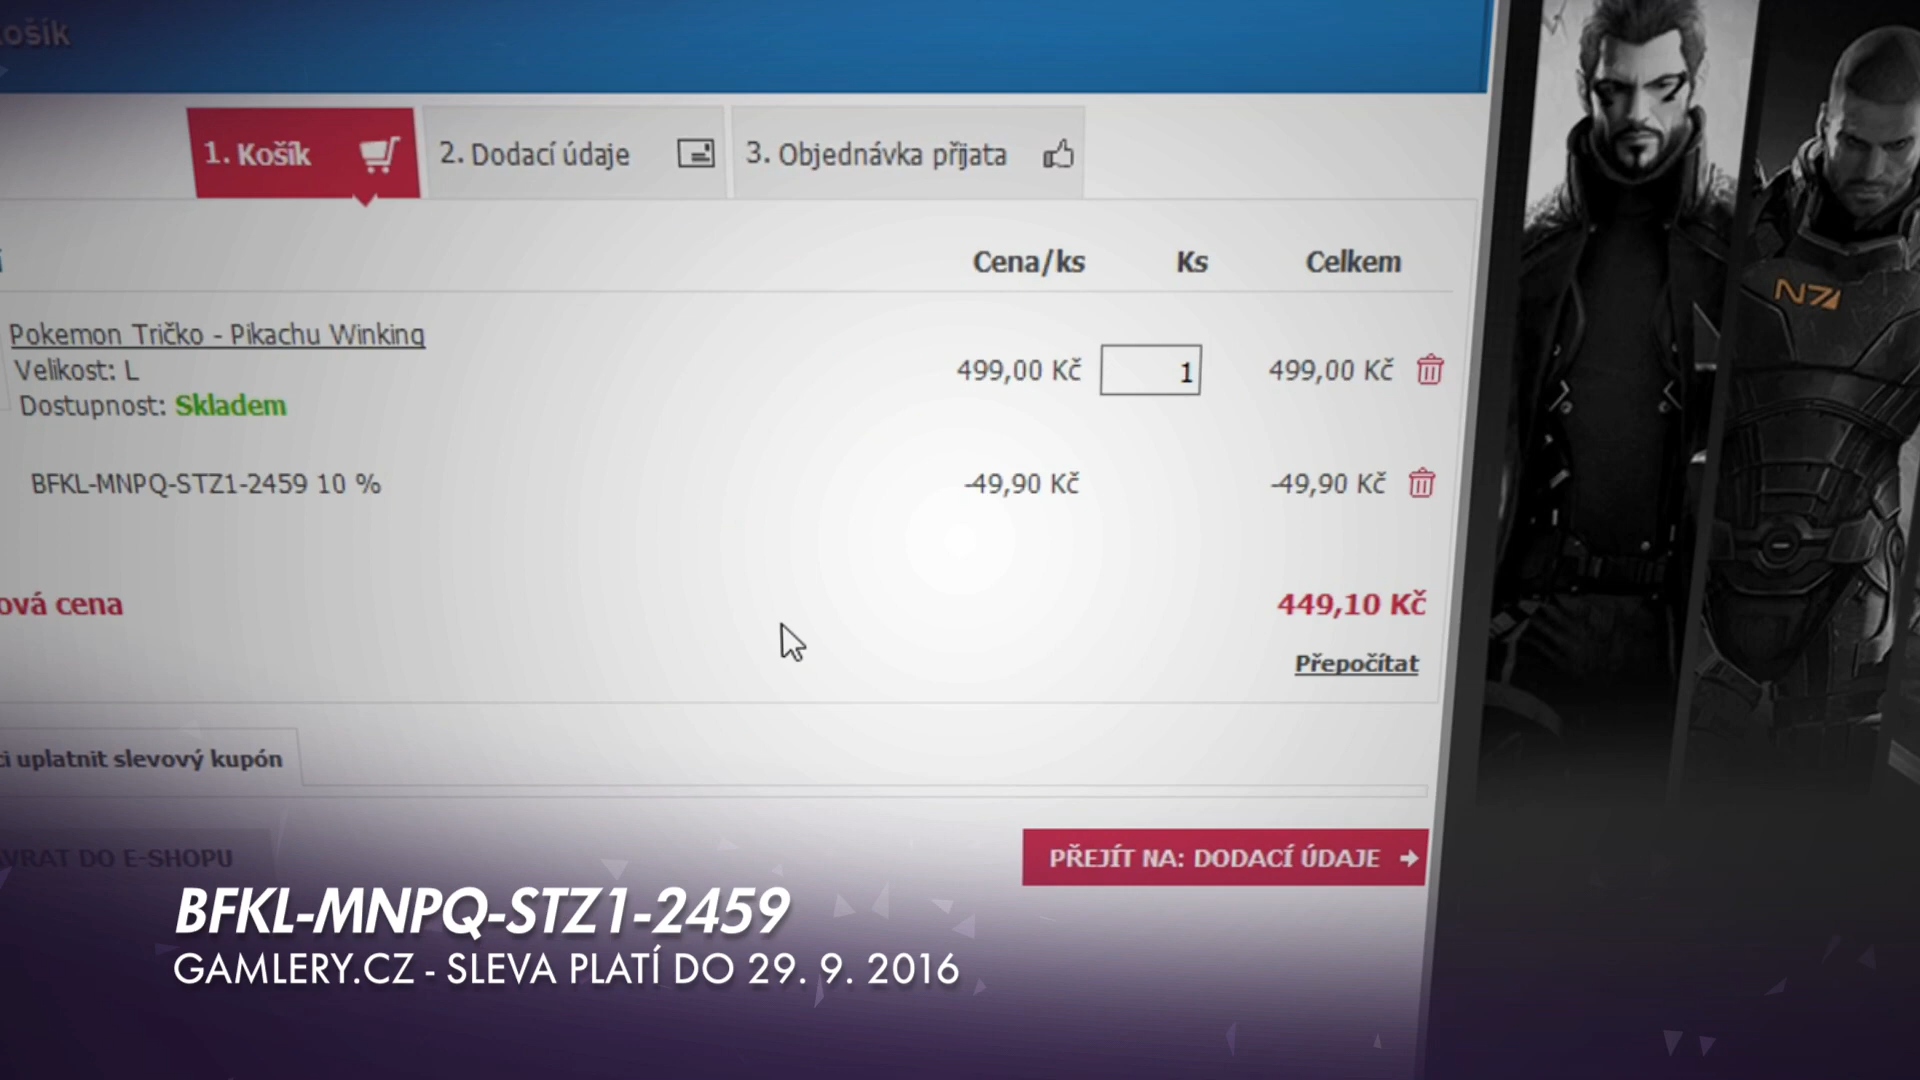 ošík
1. Košík
2. Dodací údaje
3. Objednávka přijata
Cena/ks Ks Celkem
Pokemon Tričko - Pikachu Winking
Velikost: L
499,00 Kč 1 499,00 Kč
Dostupnost: Skladem
BFKL-MNPQ-STZ1-2459 10 % -49,90 Kč -49,90 Kč
ová cena 449,10 Kč
Přepočítat
ci uplatnit slevový kupón
VRAT DO E-SHOPU
PŘEJÍT NA: DODACÍ ÚDAJE
N7
BFKL-MNPQ-STZ1-2459
GAMLERY.CZ - SLEVA PLATÍ DO 29. 9. 2016